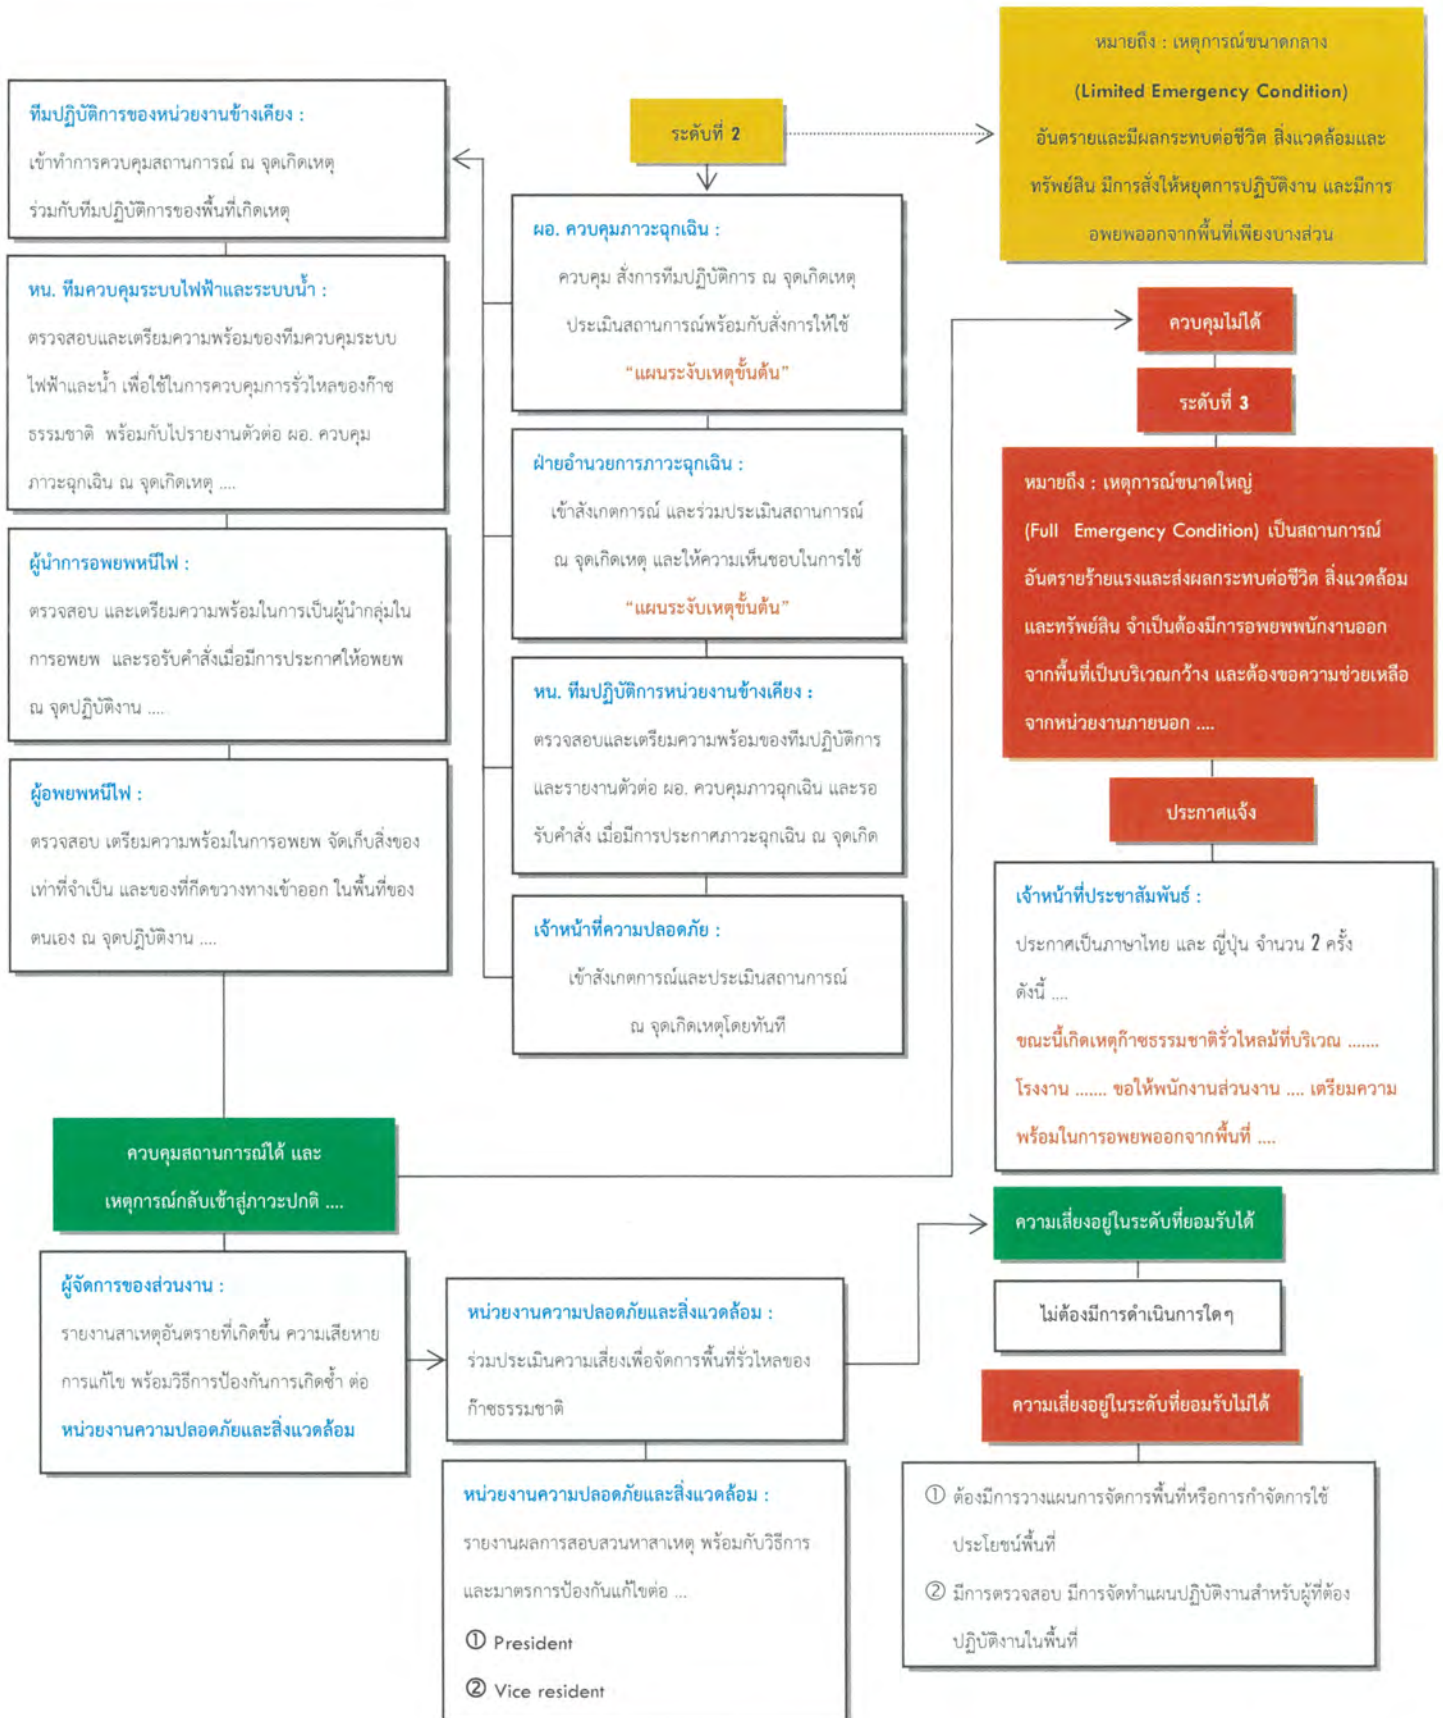 ระดับที่ 2
หมายถึง : เหตุการณ์ขนาดกลาง
(Limited Emergency Condition)
อันตรายและมีผลกระทบต่อชีวิต สิ่งแวดล้อมและ
ทรัพย์สิน มีการสั่งให้หยุดการปฏิบัติงาน และมีการ
อพยพออกจากพื้นที่เพียงบางส่วน
ผอ. ควบคุมภาวะฉุกเฉิน :
ควบคุม สั่งการทีมปฏิบัติการ ณ จุดเกิดเหตุ
ประเมินสถานการณ์พร้อมกับสั่งการให้ใช้
“แผนระงับเหตุขั้นต้น”
ฝ่ายอำนวยการภาวะฉุกเฉิน :
เข้าสังเกตการณ์ และร่วมประเมินสถานการณ์
ณ จุดเกิดเหตุ และให้ความเห็นชอบในการใช้
“แผนระงับเหตุขั้นต้น”
หน. ทีมปฏิบัติการหน่วยงานข้างเคียง :
ตรวจสอบและเตรียมความพร้อมของทีมปฏิบัติการ
และรายงานตัวต่อ ผอ. ควบคุมภาวฉุกเฉิน และรอ
รับคำสั่ง เมื่อมีการประกาศภาวะฉุกเฉิน ณ จุดเกิด
เจ้าหน้าที่ความปลอดภัย :
เข้าสังเกตการณ์และประเมินสถานการณ์
ณ จุดเกิดเหตุโดยทันที
ทีมปฏิบัติการของหน่วยงานข้างเคียง :
เข้าทำการควบคุมสถานการณ์ ณ จุดเกิดเหตุ
ร่วมกับทีมปฏิบัติการของพื้นที่เกิดเหตุ
หน. ทีมควบคุมระบบไฟฟ้าและระบบน้ำ :
ตรวจสอบและเตรียมความพร้อมของทีมควบคุมระบบ
ไฟฟ้าและน้ำ เพื่อใช้ในการควบคุมการรั่วไหลของก๊าซ
ธรรมชาติ พร้อมกับไปรายงานตัวต่อ ผอ. ควบคุม
ภาวะฉุกเฉิน ณ จุดเกิดเหตุ ....
ผู้นำการอพยพหนีไฟ :
ตรวจสอบ และเตรียมความพร้อมในการเป็นผู้นำกลุ่มใน
การอพยพ และรอรับคำสั่งเมื่อมีการประกาศให้อพยพ
ณ จุดปฏิบัติงาน ....
ผู้อพยพหนีไฟ :
ตรวจสอบ เตรียมความพร้อมในการอพยพ จัดเก็บสิ่งของ
เท่าที่จำเป็น และของที่กีดขวางทางเข้าออก ในพื้นที่ของ
ตนเอง ณ จุดปฏิบัติงาน ....
ควบคุมสถานการณ์ได้ และ
เหตุการณ์กลับเข้าสู่ภาวะปกติ ....
ควบคุมไม่ได้
ระดับที่ 3
หมายถึง : เหตุการณ์ขนาดใหญ่
(Full Emergency Condition) เป็นสถานการณ์
อันตรายร้ายแรงและส่งผลกระทบต่อชีวิต สิ่งแวดล้อม
และทรัพย์สิน จำเป็นต้องมีการอพยพพนักงานออก
จากพื้นที่เป็นบริเวณกว้าง และต้องขอความช่วยเหลือ
จากหน่วยงานภายนอก ....
ประกาศแจ้ง
เจ้าหน้าที่ประชาสัมพันธ์ :
ประกาศเป็นภาษาไทย และ ญี่ปุ่น จำนวน 2 ครั้ง
ดังนี้ ....
ขณะนี้เกิดเหตุก๊าซธรรมชาติรั่วไหลม้ที่บริเวณ .......
โรงงาน ....... ขอให้พนักงานส่วนงาน .... เตรียมความ
พร้อมในการอพยพออกจากพื้นที่ ....
ผู้จัดการของส่วนงาน :
รายงานสาเหตุอันตรายที่เกิดขึ้น ความเสียหาย
การแก้ไข พร้อมวิธีการป้องกันการเกิดซ้ำ ต่อ
หน่วยงานความปลอดภัยและสิ่งแวดล้อม
หน่วยงานความปลอดภัยและสิ่งแวดล้อม :
ร่วมประเมินความเสี่ยงเพื่อจัดการพื้นที่รั่วไหลของ
ก๊าซธรรมชาติ
หน่วยงานความปลอดภัยและสิ่งแวดล้อม :
รายงานผลการสอบสวนหาสาเหตุ พร้อมกับวิธีการ
และมาตรการป้องกันแก้ไขต่อ ...
① President
② Vice resident
ความเสี่ยงอยู่ในระดับที่ยอมรับได้
ไม่ต้องมีการดำเนินการใดๆ
ความเสี่ยงอยู่ในระดับที่ยอมรับไม่ได้
① ต้องมีการวางแผนการจัดการพื้นที่หรือการกำจัดการใช้
ประโยชน์พื้นที่
② มีการตรวจสอบ มีการจัดทำแผนปฏิบัติงานสำหรับผู้ที่ต้อง
ปฏิบัติงานในพื้นที่